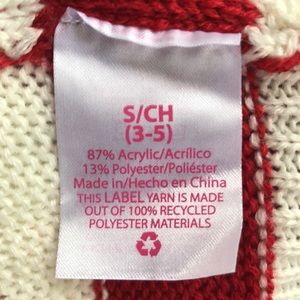 S/CH
(3-5)
87% Acrylic/Acrílico
13% Polyester/Poliéster
Made in/Hecho en China
THIS LABEL YARN IS MADE
OUT OF 100% RECYCLED
POLYESTER MATERIALS